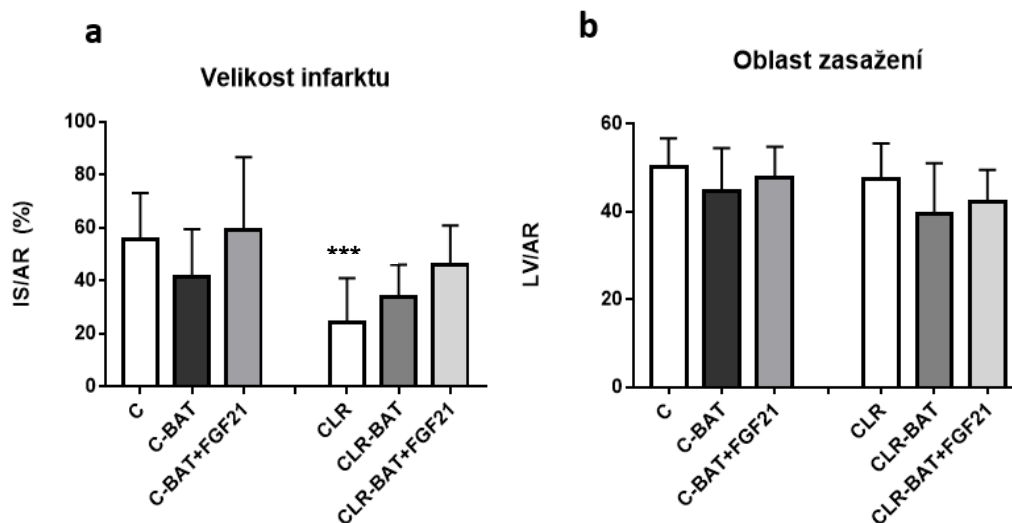 a
Velikost infarktu
IS/AR (%)
100
80
60
40
20
0
***
C
C-BAT
C-BAT+FGF21
CLR
CLR-BAT
CLR-BAT+FGF21
b
Oblast zasažení
LV/AR
60
40
20
0
C
C-BAT
C-BAT+FGF21
CLR
CLR-BAT
CLR-BAT+FGF21